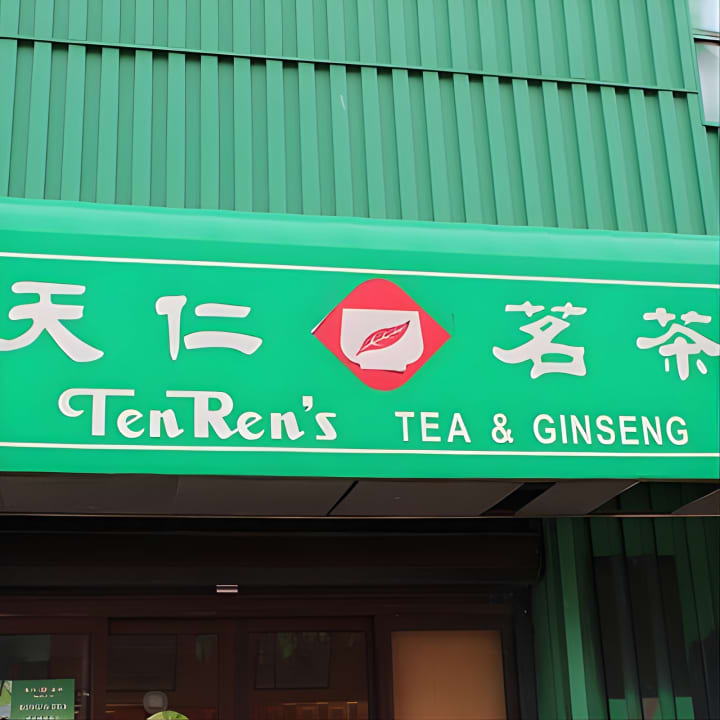 天仁 茗茶
TenRen's TEA & GINSENG